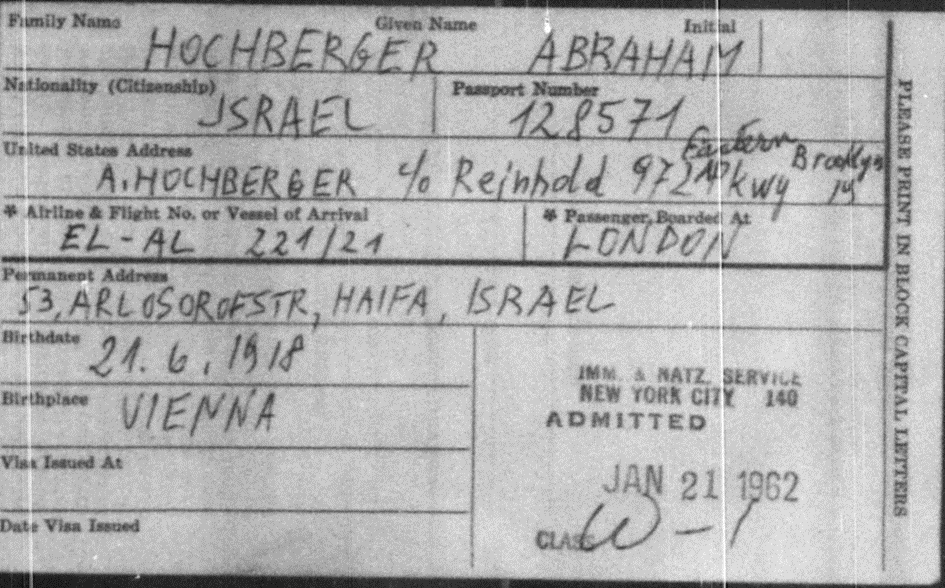 Family Name Given Name Initial
HOCHBERGER ABRAHAM
Nationality (Citizenship) Passport Number
ISRAEL 128571
United States Address
A. HOCHBERGER c/o Reinhold 972 Eastern Pkwy Brooklyn
* Airline & Flight No. or Vessel of Arrival * Passenger Boarded At
EL-AL 221/21 LONDON
Permanent Address
53, ARLOSOROFSTR, HAIFA, ISRAEL
Birthdate
21. 6, 1918
Birthplace
VIENNA
Visa Issued At
Date Visa Issued
IMM. & NATZ. SERVICE
NEW YORK CITY 140
ADMITTED
JAN 21 1962
CLASS
PLEASE PRINT IN BLOCK CAPITAL LETTERS